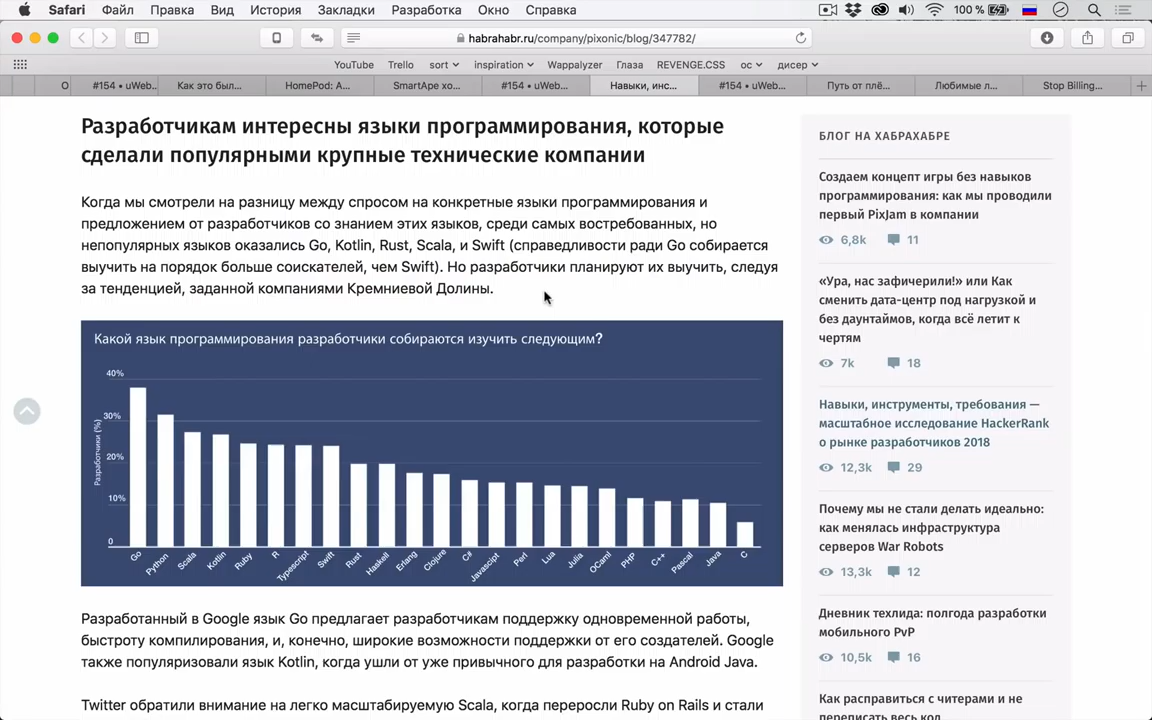 Safari Файл Правка Вид История Закладки Разработка Окно Справка 100 %
habrahabr.ru/company/pixonic/blog/347782/
YouTube Trello sort inspiration Wappalyzer Глаза REVENGE.CSS ос дисер
О #154 • uWeb... Как это был... HomePod: A... SmartApe хо... #154 • uWeb... Навыки, инс... #154 • uWeb... Путь от плё... Любимые л... Stop Billing...
Разработчикам интересны языки программирования, которые
сделали популярными крупные технические компании
Когда мы смотрели на разницу между спросом на конкретные языки программирования и
предложением от разработчиков со знанием этих языков, среди самых востребованных, но
непопулярных языков оказались Go, Kotlin, Rust, Scala, и Swift (справедливости ради Go собирается
выучить на порядок больше соискателей, чем Swift). Но разработчики планируют их выучить, следуя
за тенденцией, заданной компаниями Кремниевой Долины.
Какой язык программирования разработчики собираются изучить следующим?
Разработчики (%)
40%
30%
20%
10%
0
Go Python Scala Kotlin Ruby R Typescript Swift Rust Haskell Erlang Clojure C# Javascipt Perl Lua Julia OCaml PHP C++ Pascal Java C
Разработанный в Google язык Go предлагает разработчикам поддержку одновременной работы,
быстроту компилирования, и, конечно, широкие возможности поддержки от его создателей. Google
также популяризовали язык Kotlin, когда ушли от уже привычного для разработки на Android Java.
Twitter обратили внимание на легко масштабируемую Scala, когда переросли Ruby on Rails и стали
БЛОГ НА ХАБРАХАБРЕ
Создаем концепт игры без навыков
программирования: как мы проводили
первый PixJam в компании
6,8k 11
«Ура, нас зафичерили!» или Как
сменить дата-центр под нагрузкой и
без даунтаймов, когда всё летит к
чертям
7k 18
Навыки, инструменты, требования —
масштабное исследование HackerRank
о рынке разработчиков 2018
12,3k 29
Почему мы не стали делать идеально:
как менялась инфраструктура
серверов War Robots
13,3k 12
Дневник техлида: полгода разработки
мобильного PvP
10,5k 16
Как расправиться с читерами и не
переписать весь код